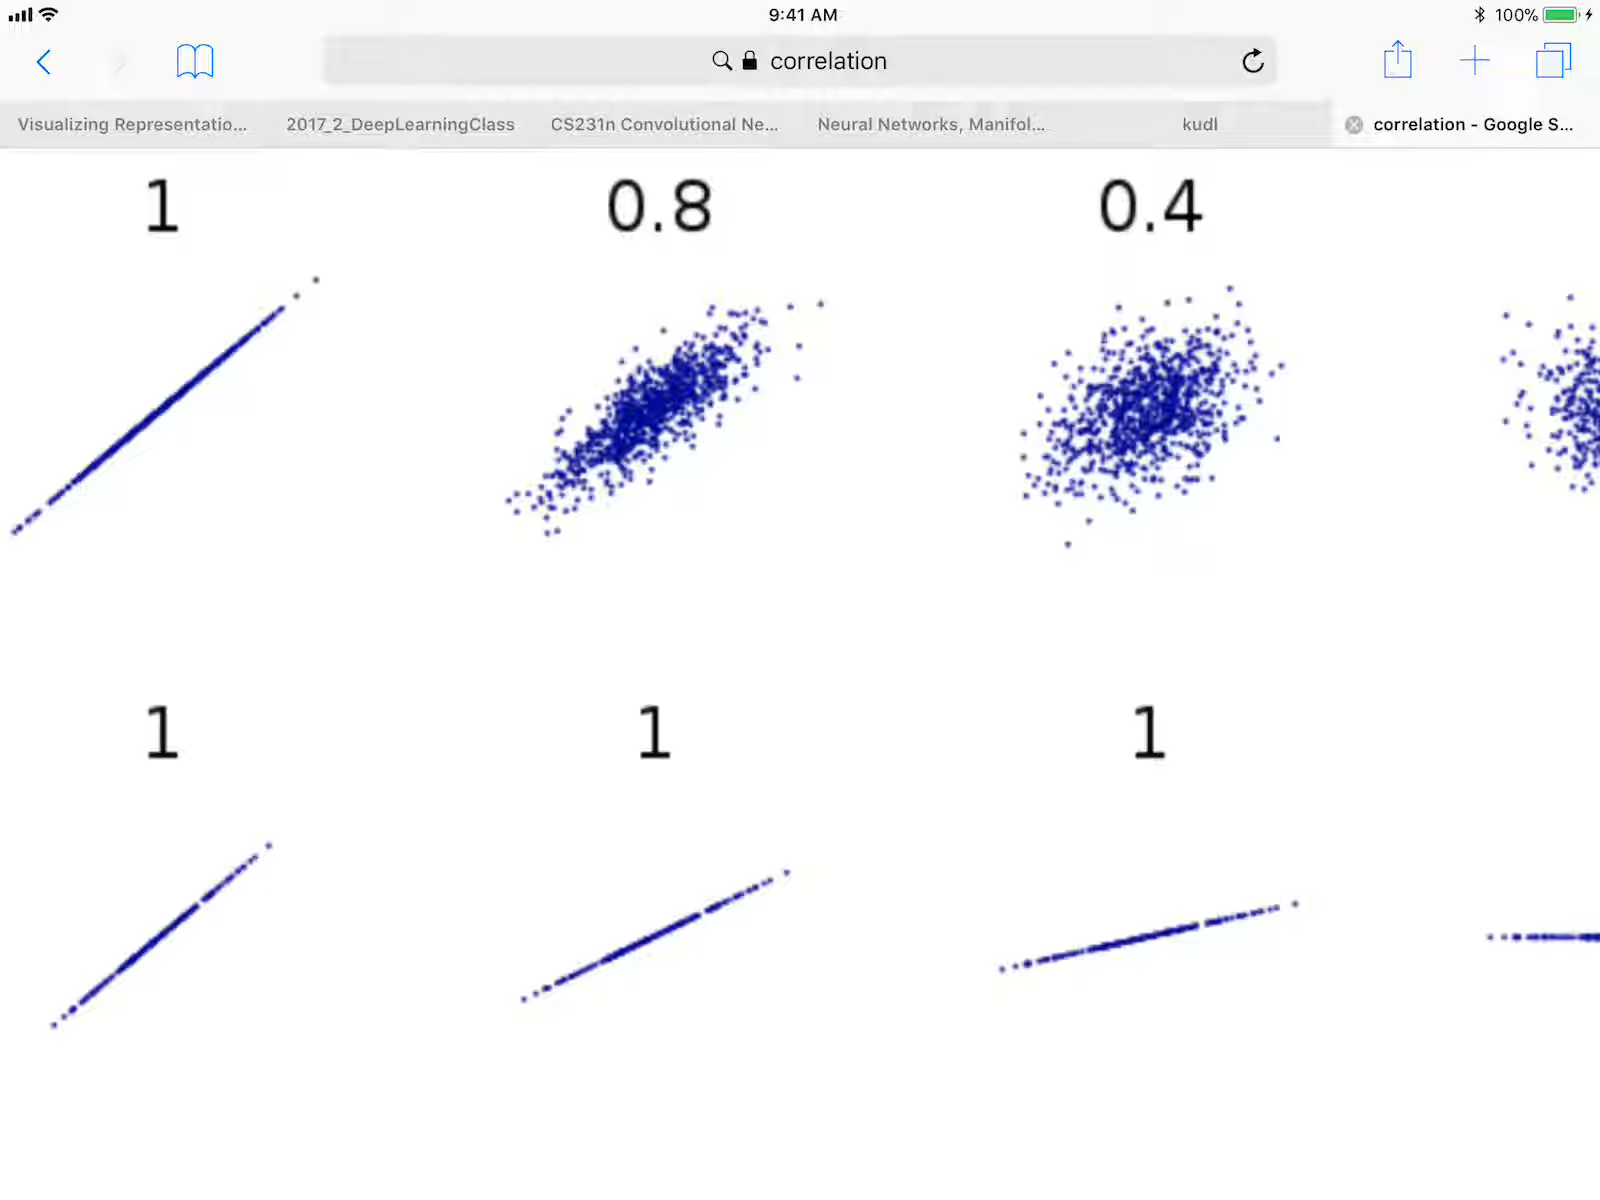 9:41 AM
100%
correlation
Visualizing Representatio...
2017_2_DeepLearningClass
CS231n Convolutional Ne...
Neural Networks, Manifol...
kudl
correlation - Google S...
1 0.8 0.4
1 1 1